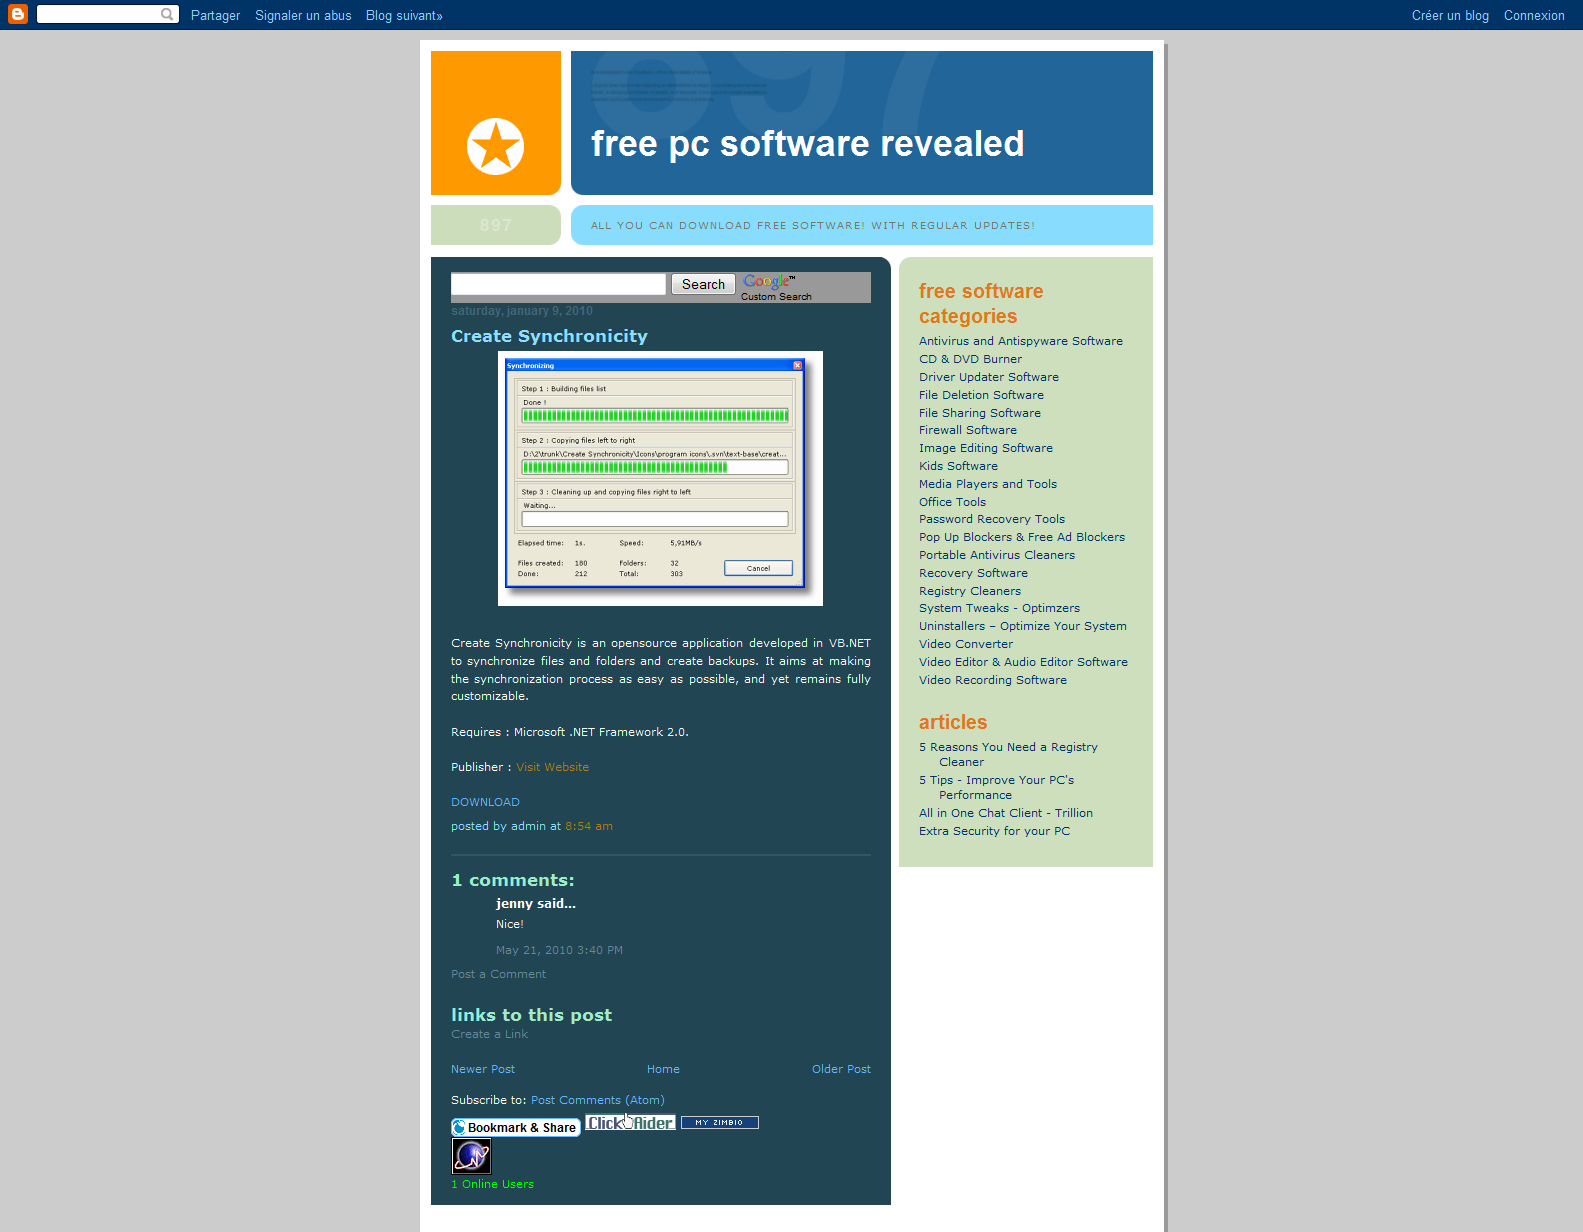 Partager Signaler un abus Blog suivant» Créer un blog Connexion
897
free pc software revealed
897
ALL YOU CAN DOWNLOAD FREE SOFTWARE! WITH REGULAR UPDATES!
Search Google™
Custom Search
saturday, january 9, 2010
Create Synchronicity
Synchronizing
Step 1 : Building files list
Done !
Step 2 : Copying files left to right
D:\2\trunk\Create Synchronicity\Icons\program icons\.svn\text-base\creat...
Step 3 : Cleaning up and copying files right to left
Waiting...
Elapsed time: 1s. Speed: 5,91MB/s
Files created: 180 Folders: 32
Done: 212 Total: 303
Cancel
Create Synchronicity is an opensource application developed in VB.NET
to synchronize files and folders and create backups. It aims at making
the synchronization process as easy as possible, and yet remains fully
customizable.
Requires : Microsoft .NET Framework 2.0.
Publisher : Visit Website
DOWNLOAD
posted by admin at 8:54 am
1 comments:
jenny said...
Nice!
May 21, 2010 3:40 PM
Post a Comment
links to this post
Create a Link
Newer Post Home Older Post
Subscribe to: Post Comments (Atom)
Bookmark & Share ClickAider MY ZIMBIO
1 Online Users
free software
categories
Antivirus and Antispyware Software
CD & DVD Burner
Driver Updater Software
File Deletion Software
File Sharing Software
Firewall Software
Image Editing Software
Kids Software
Media Players and Tools
Office Tools
Password Recovery Tools
Pop Up Blockers & Free Ad Blockers
Portable Antivirus Cleaners
Recovery Software
Registry Cleaners
System Tweaks - Optimzers
Uninstallers – Optimize Your System
Video Converter
Video Editor & Audio Editor Software
Video Recording Software
articles
5 Reasons You Need a Registry
Cleaner
5 Tips - Improve Your PC's
Performance
All in One Chat Client - Trillion
Extra Security for your PC